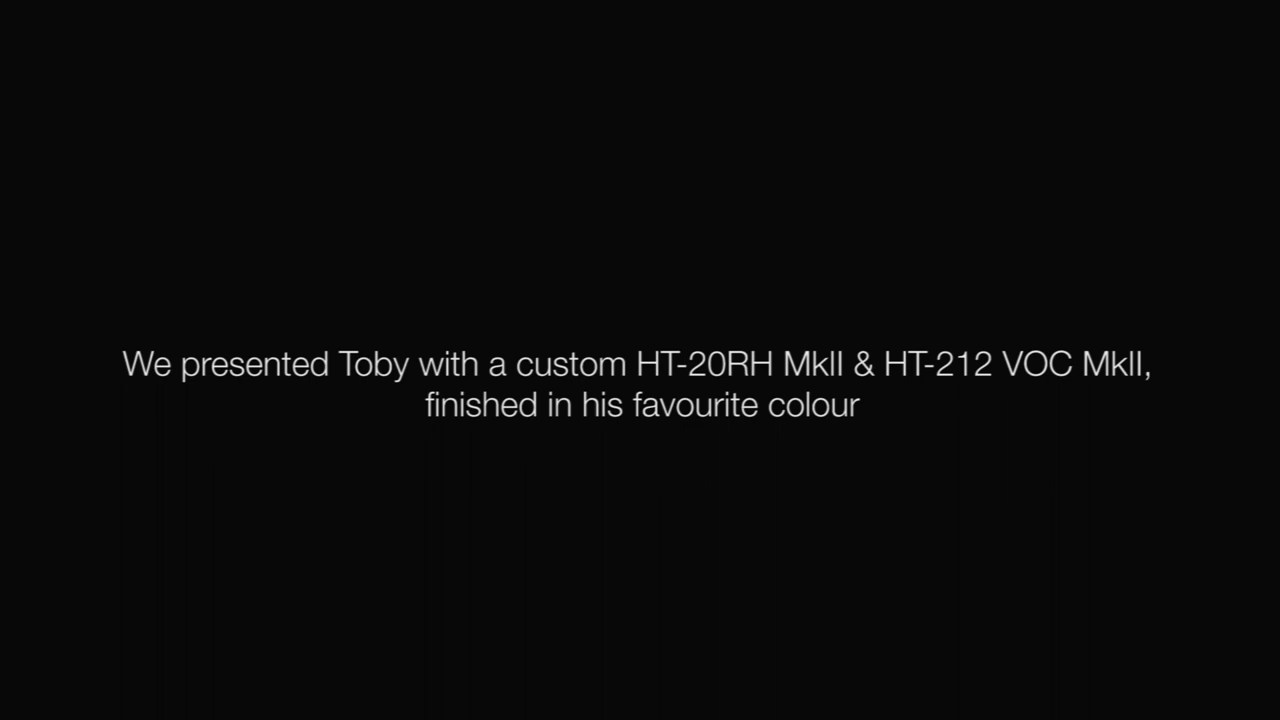 We presented Toby with a custom HT-20RH MkII & HT-212 VOC MkII,
finished in his favourite colour